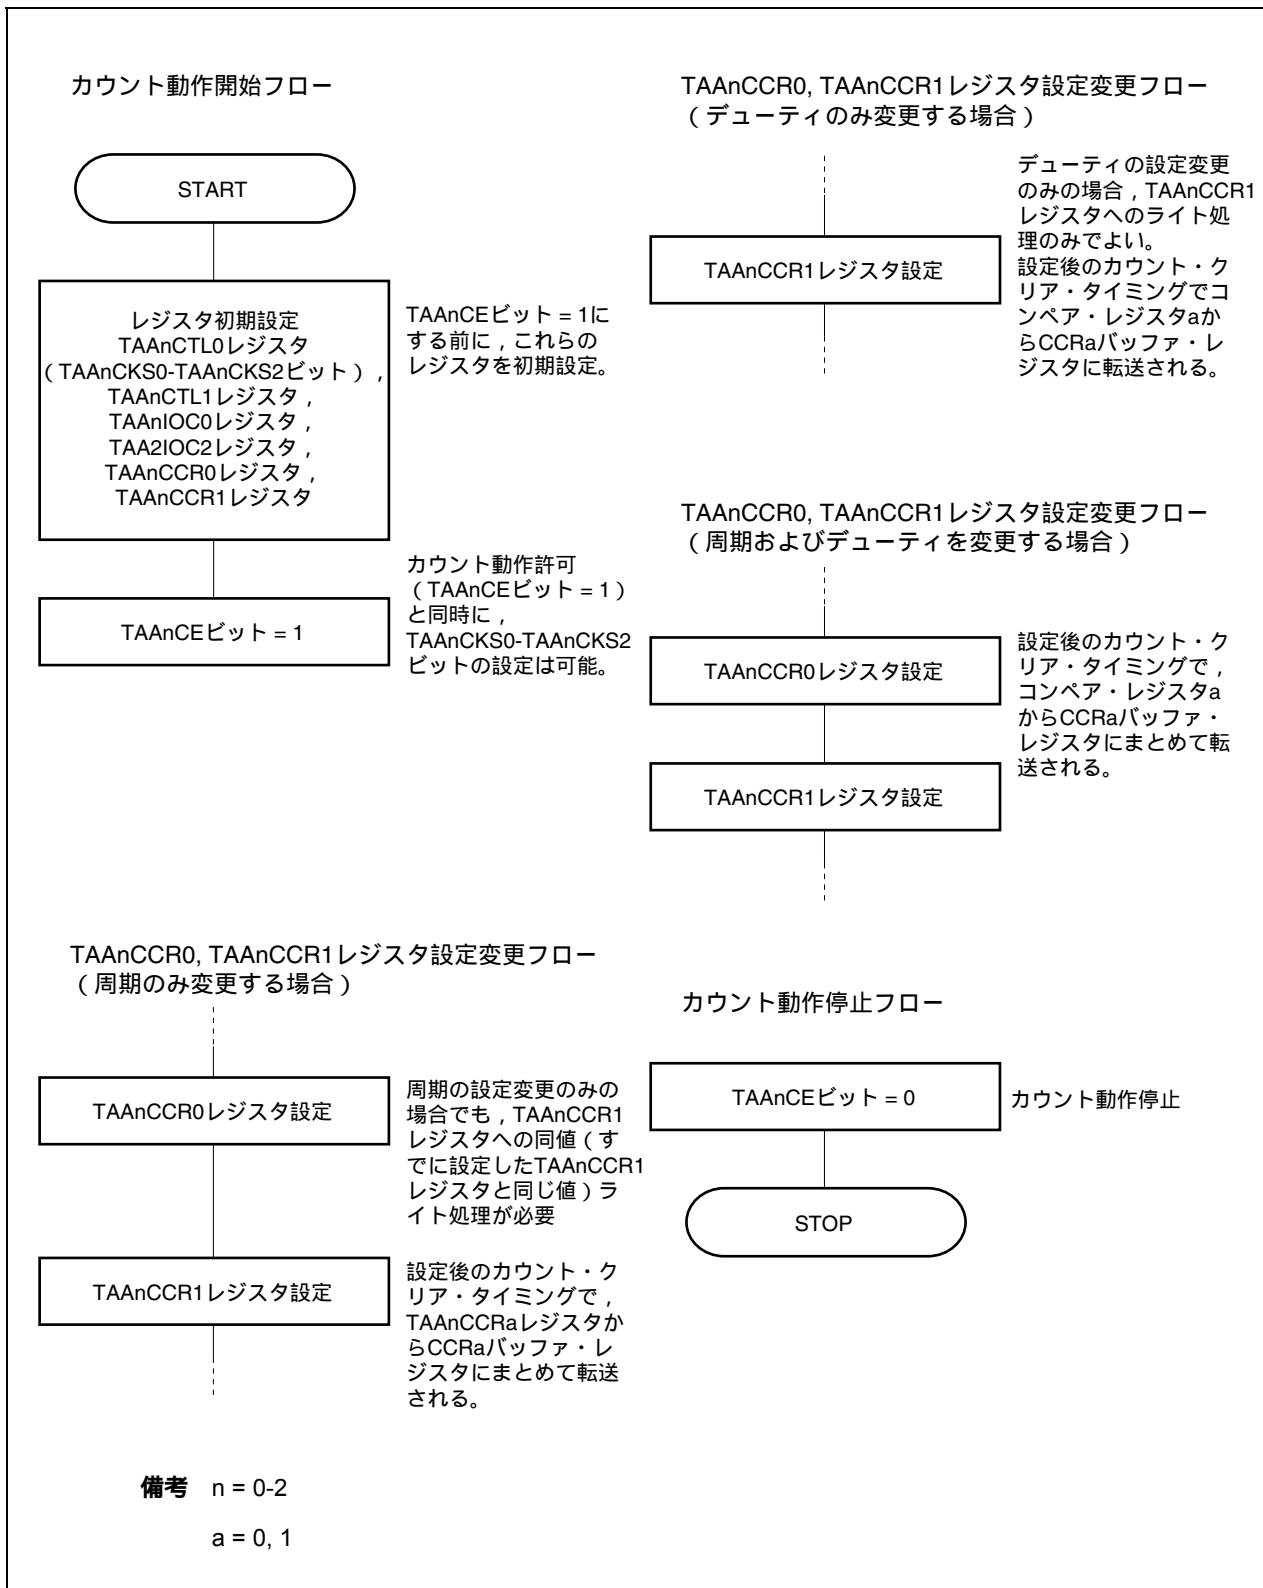 カウント動作開始フロー
START
レジスタ初期設定
TAAnCTL0レジスタ
（TAAnCKS0-TAAnCKS2ビット），
TAAnCTL1レジスタ，
TAAnIOC0レジスタ，
TAA2IOC2レジスタ，
TAAnCCR0レジスタ，
TAAnCCR1レジスタ
TAAnCEビット = 1に
する前に，これらの
レジスタを初期設定。
TAAnCEビット = 1
カウント動作許可
（TAAnCEビット = 1）
と同時に，
TAAnCKS0-TAAnCKS2
ビットの設定は可能。
TAAnCCR0, TAAnCCR1レジスタ設定変更フロー
（周期のみ変更する場合）
TAAnCCR0レジスタ設定
周期の設定変更のみの
場合でも，TAAnCCR1
レジスタへの同値（す
でに設定したTAAnCCR1
レジスタと同じ値）ラ
イト処理が必要
TAAnCCR1レジスタ設定
設定後のカウント・ク
リア・タイミングで，
TAAnCCRaレジスタか
らCCRaバッファ・レ
ジスタにまとめて転送
される。
TAAnCCR0, TAAnCCR1レジスタ設定変更フロー
（デューティのみ変更する場合）
TAAnCCR1レジスタ設定
デューティの設定変更
のみの場合，TAAnCCR1
レジスタへのライト処
理のみでよい。
設定後のカウント・ク
リア・タイミングでコ
ンペア・レジスタaか
らCCRaバッファ・レ
ジスタに転送される。
TAAnCCR0, TAAnCCR1レジスタ設定変更フロー
（周期およびデューティを変更する場合）
TAAnCCR0レジスタ設定
設定後のカウント・ク
リア・タイミングで，
コンペア・レジスタa
からCCRaバッファ・
レジスタにまとめて転
送される。
TAAnCCR1レジスタ設定
カウント動作停止フロー
TAAnCEビット = 0
カウント動作停止
STOP
備考 n = 0-2
a = 0, 1